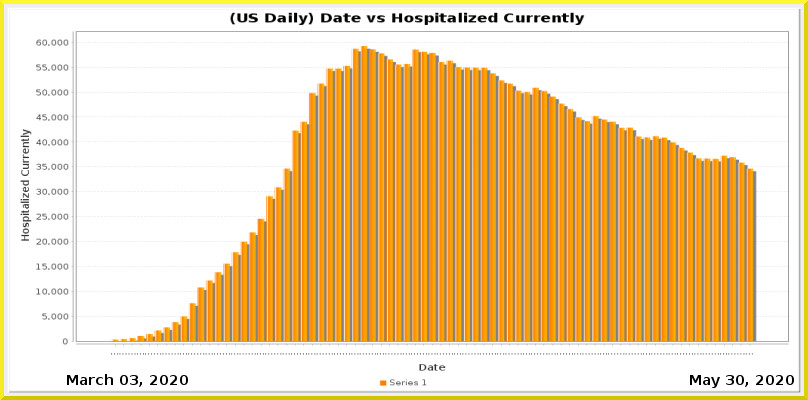 (US Daily) Date vs Hospitalized Currently
60,000
55,000
50,000
45,000
40,000
35,000
30,000
25,000
20,000
15,000
10,000
5,000
0
Hospitalized Currently
Date
March 03, 2020
May 30, 2020
Series 1